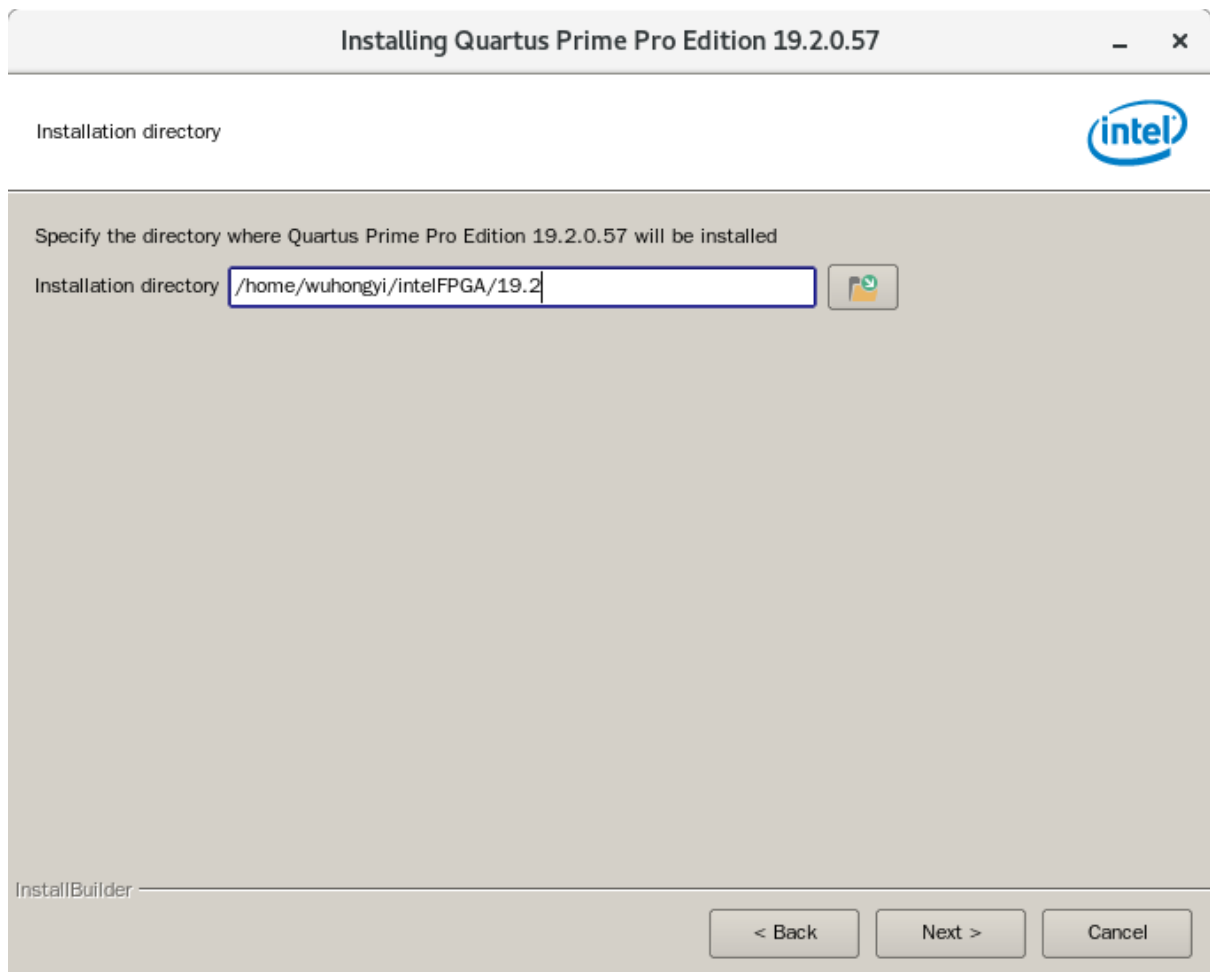 Installing Quartus Prime Pro Edition 19.2.0.57
Installation directory
intel
Specify the directory where Quartus Prime Pro Edition 19.2.0.57 will be installed
Installation directory /home/wuhongyi/intelFPGA/19.2
InstallBuilder
< Back Next > Cancel